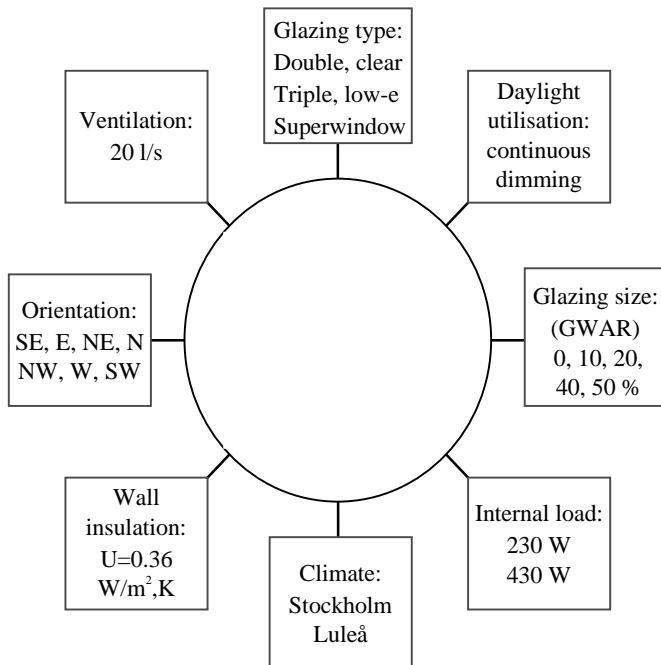 Glazing type:
Double, clear
Triple, low-e
Superwindow
Ventilation:
20 l/s
Daylight
utilisation:
continuous
dimming
Orientation:
SE, E, NE, N
NW, W, SW
Glazing size:
(GWAR)
0, 10, 20,
40, 50 %
Wall
insulation:
U=0.36
W/m²,K
Internal load:
230 W
430 W
Climate:
Stockholm
Luleå